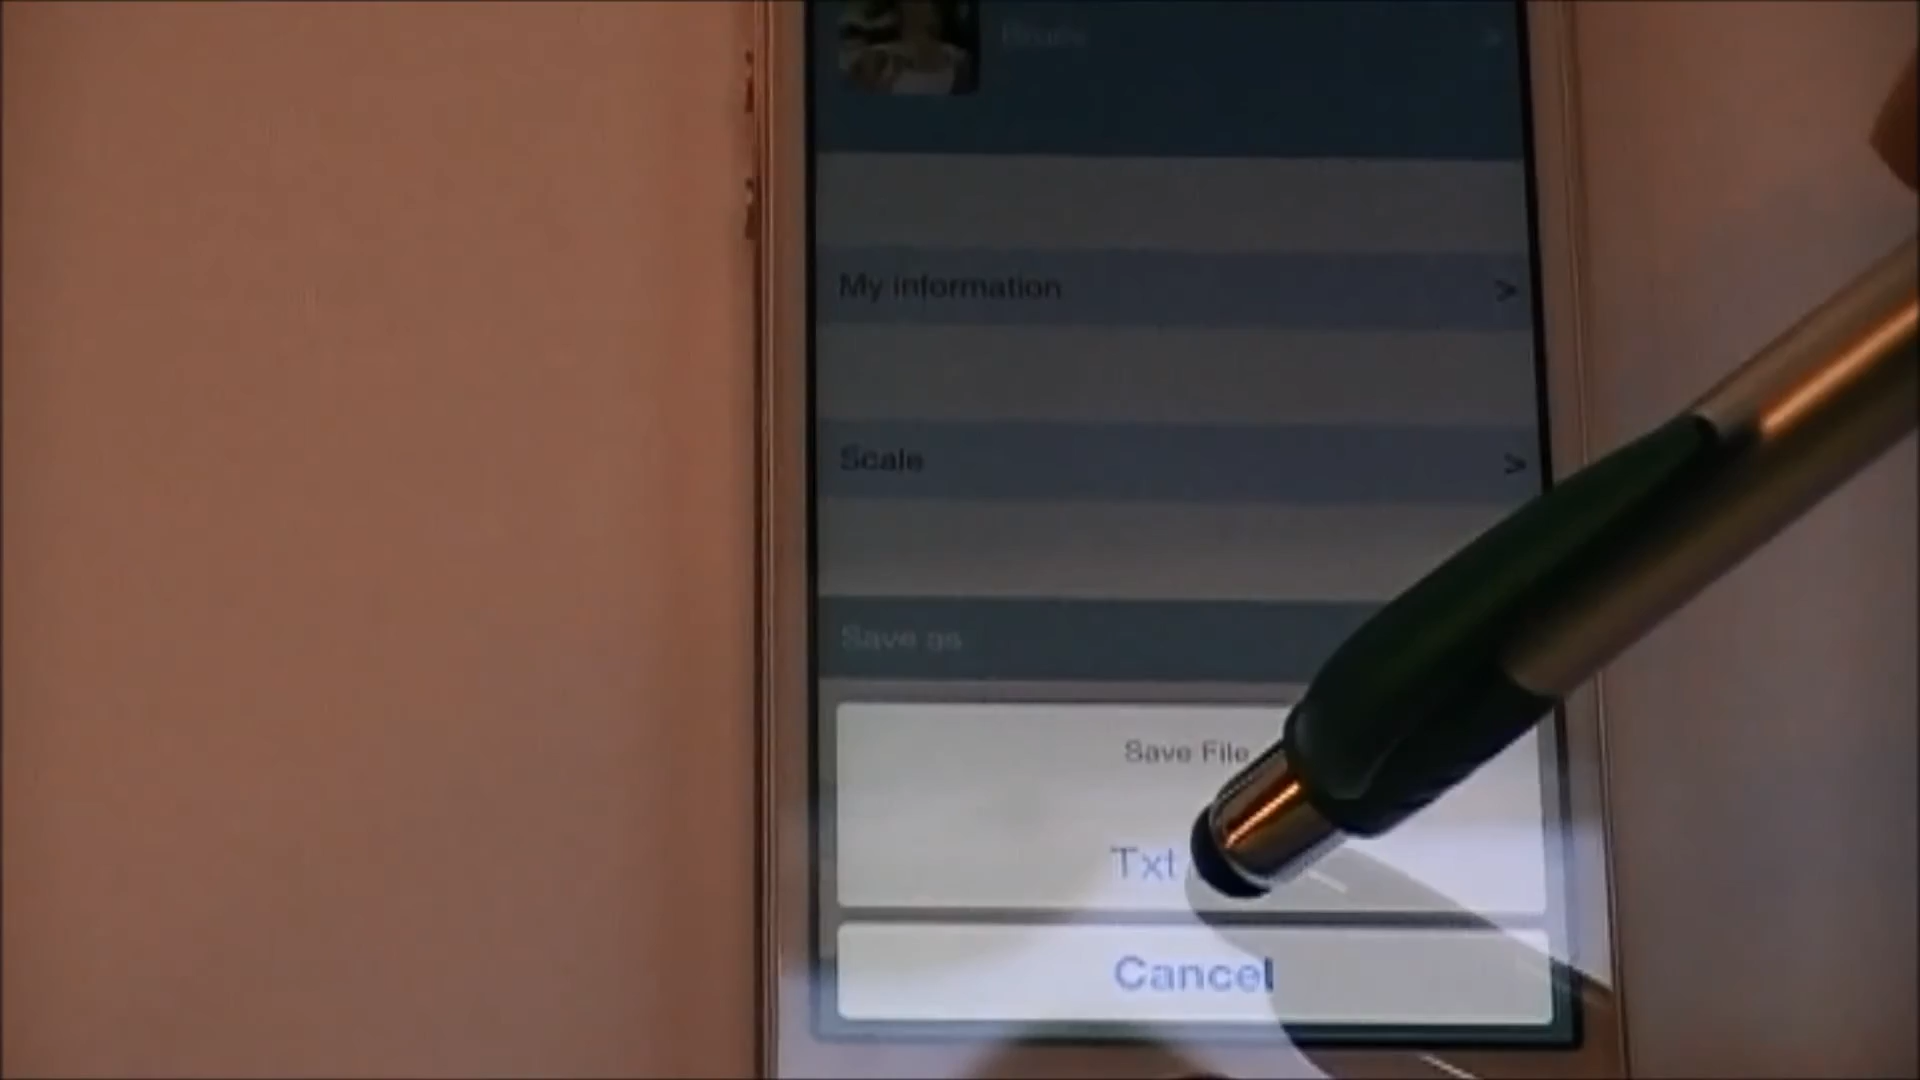 My information >
Scale >
Save as
Save File
Txt
Cancel